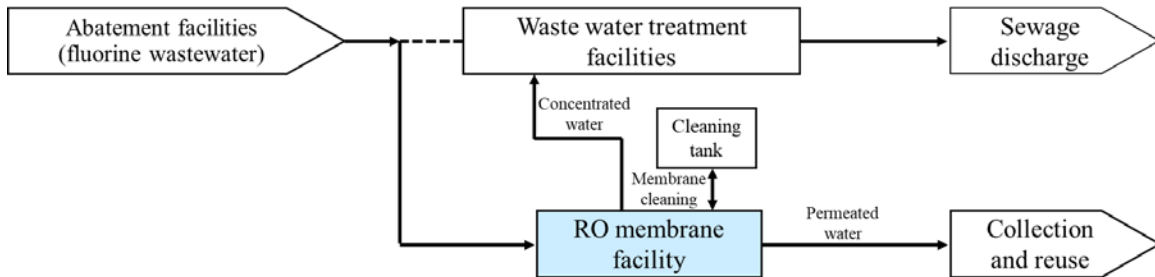 Abatement facilities
(fluorine wastewater)
Waste water treatment
facilities
Sewage
discharge
Concentrated
water
Cleaning
tank
Membrane
cleaning
RO membrane
facility
Permeated
water
Collection
and reuse